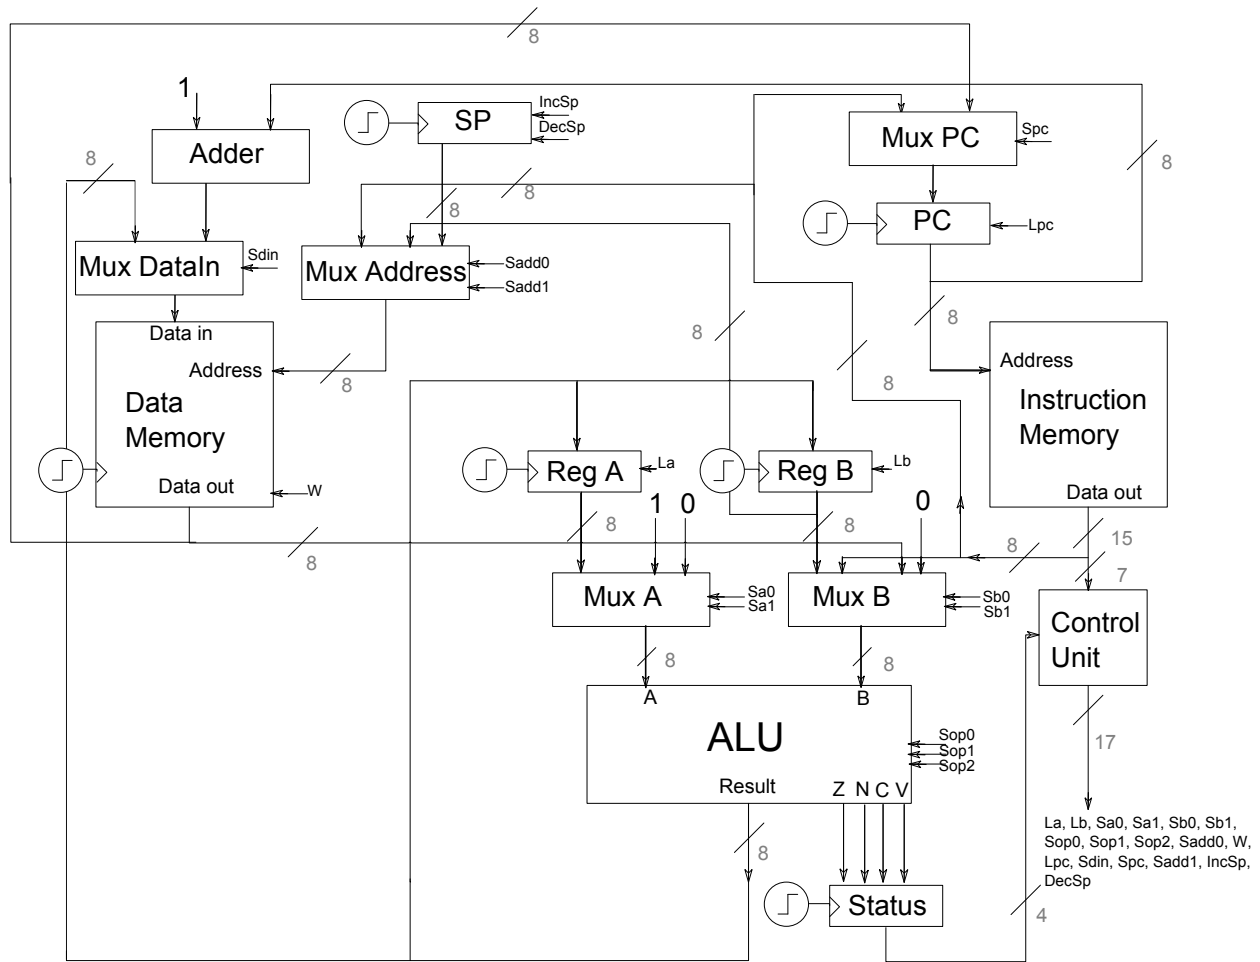 8
1
IncSp
SP
DecSp
Mux PC
Spc
Adder
8
8
8
8
PC
Lpc
Mux DataIn
Sdin
Mux Address
Sadd0
Sadd1
8
8
Data in
Address
8
8
Address
Data
Memory
Instruction
Memory
Reg A
La
Reg B
Lb
Data out
W
Data out
1
0
0
8
8
8
8
15
7
Mux A
Sa0
Sa1
Mux B
Sb0
Sb1
Control
Unit
8
8
A
B
ALU
Sop0
Sop1
Sop2
17
Result
Z
N
C
V
8
La, Lb, Sa0, Sa1, Sb0, Sb1,
Sop0, Sop1, Sop2, Sadd0, W,
Lpc, Sdin, Spc, Sadd1, IncSp,
DecSp
Status
4